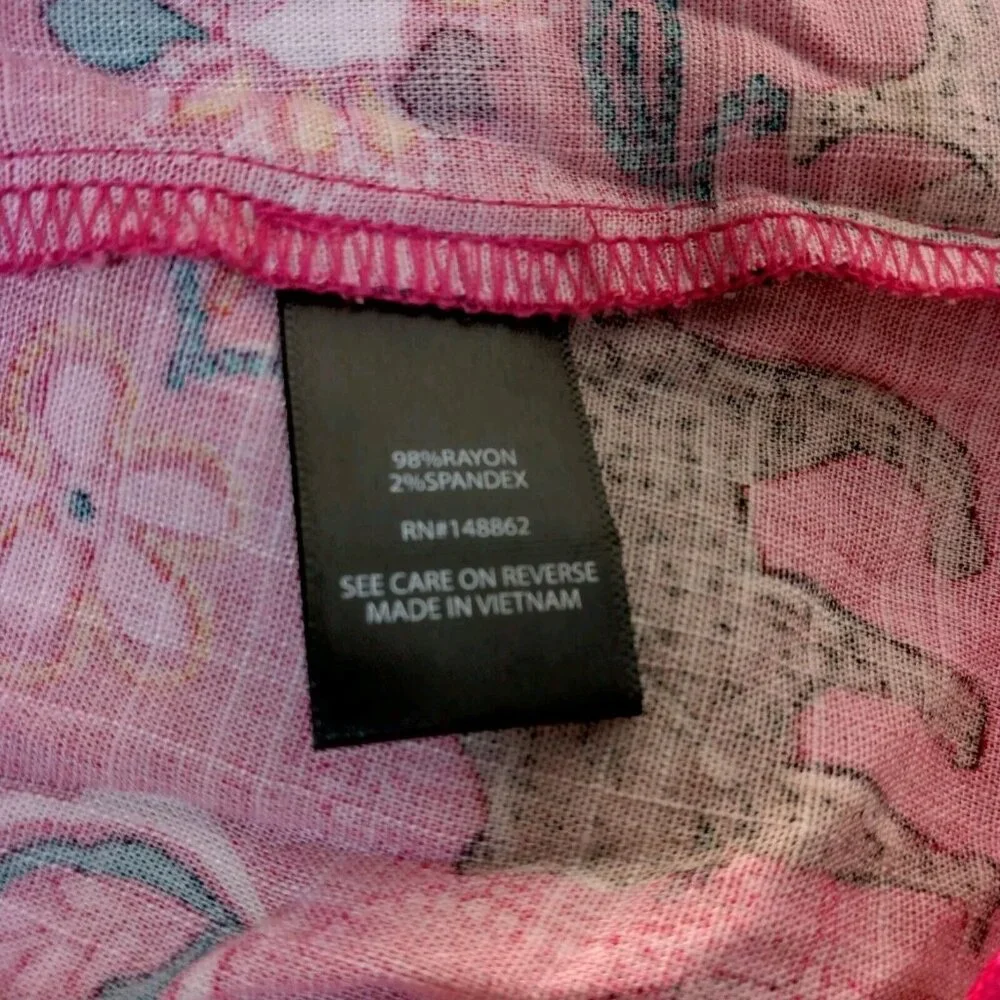 98%RAYON
2%SPANDEX
RN#148862
SEE CARE ON REVERSE
MADE IN VIETNAM